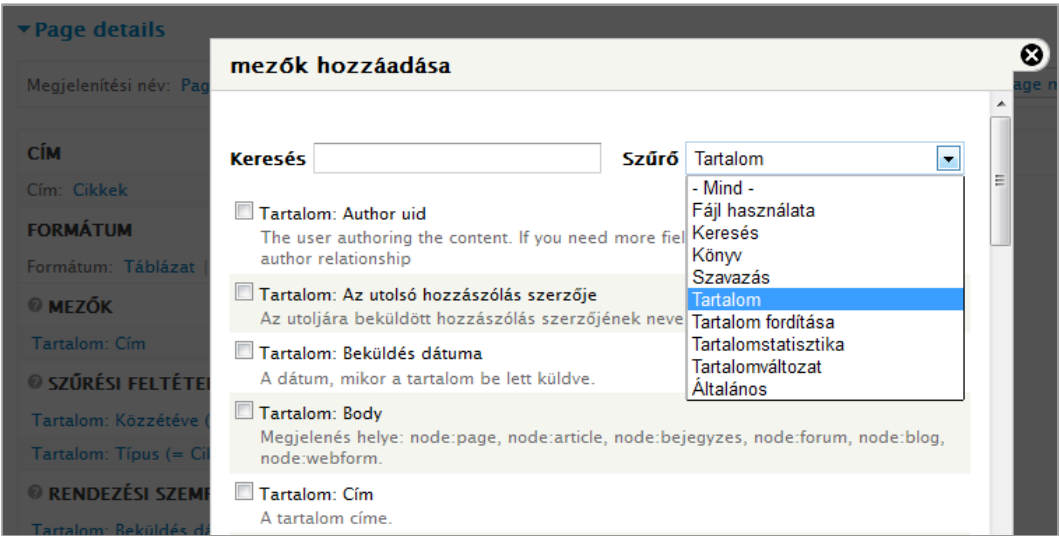 Page details
Megjelenítési név: Pag
age m
CÍM
Cím: Cikkek
FORMÁTUM
Formátum: Táblázat |
MEZŐK
Tartalom: Cím
SZŰRÉSI FELTÉTEL
Tartalom: Közzétéve (
Tartalom: Típus (= Cik
RENDEZÉSI SZEMP
Tartalom: Beküldés dá
mezők hozzáadása
Keresés
Szűrő Tartalom
- Mind -
Fájl használata
Keresés
Könyv
Szavazás
Tartalom
Tartalom fordítása
Tartalomstatisztika
Tartalomváltozat
Általános
Tartalom: Author uid
The user authoring the content. If you need more fiel
author relationship
Tartalom: Az utolsó hozzászólás szerzője
Az utoljára beküldött hozzászólás szerzőjének neve
Tartalom: Beküldés dátuma
A dátum, mikor a tartalom be lett küldve.
Tartalom: Body
Megjelenés helye: node:page, node:article, node:bejegyzes, node:forum, node:blog,
node:webform.
Tartalom: Cím
A tartalom címe.